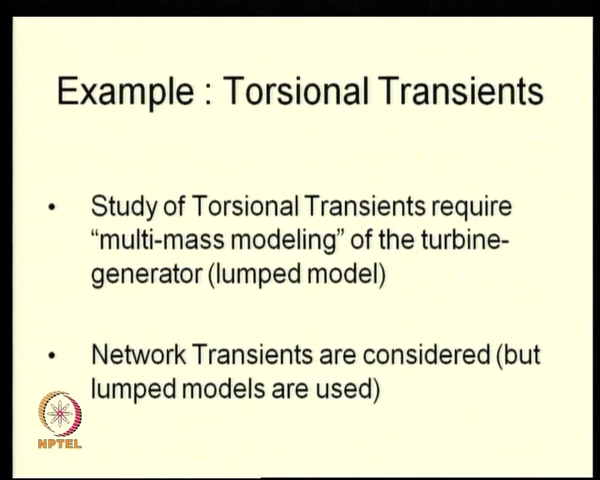 Example : Torsional Transients
• Study of Torsional Transients require
“multi-mass modeling” of the turbine-
generator (lumped model)
• Network Transients are considered (but
lumped models are used)
NPTEL